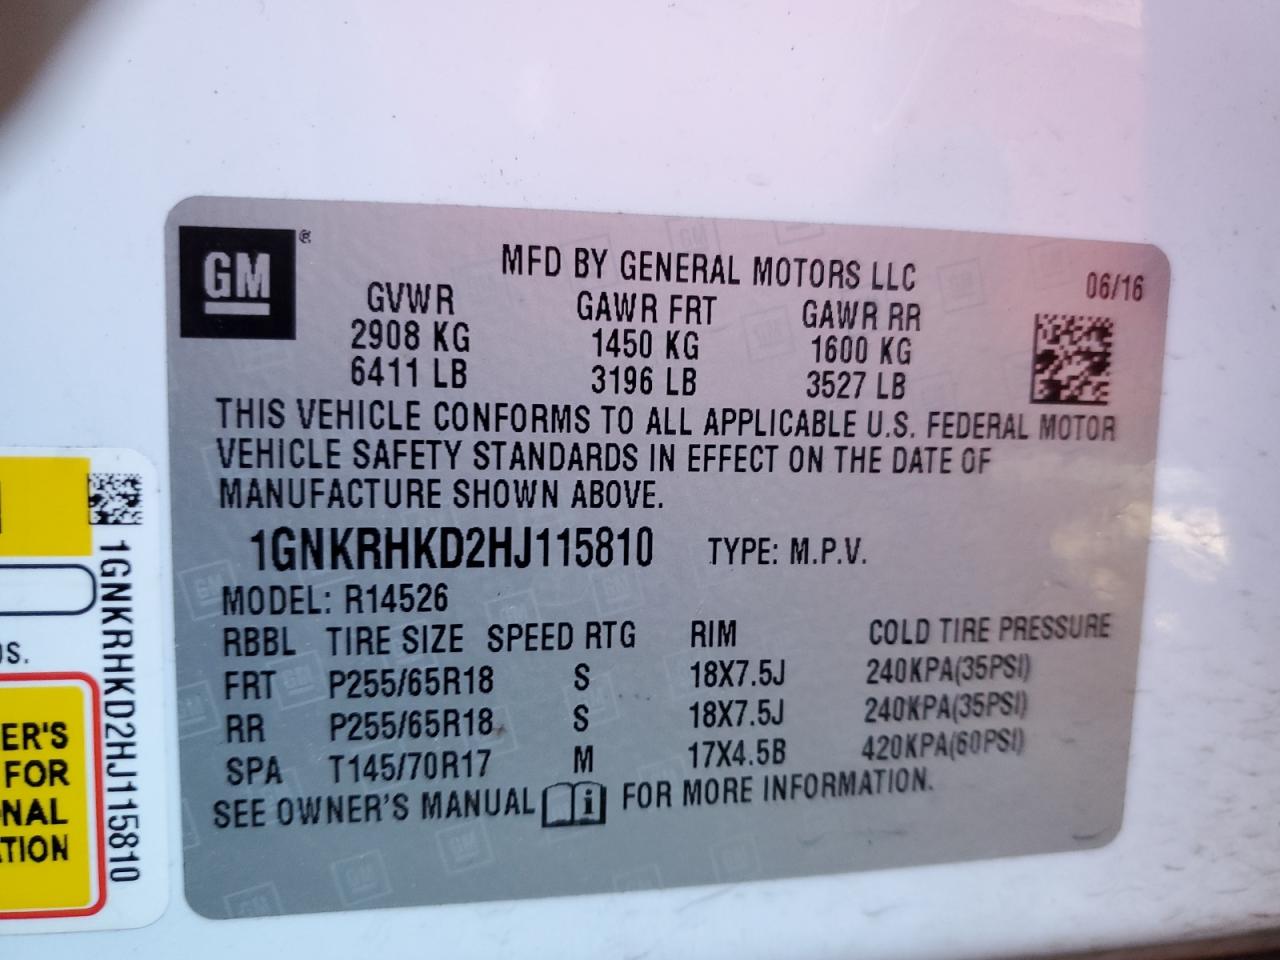 GM ®
MFD BY GENERAL MOTORS LLC
06/16
GVWR GAWR FRT GAWR RR
2908 KG 1450 KG 1600 KG
6411 LB 3196 LB 3527 LB
THIS VEHICLE CONFORMS TO ALL APPLICABLE U.S. FEDERAL MOTOR
VEHICLE SAFETY STANDARDS IN EFFECT ON THE DATE OF
MANUFACTURE SHOWN ABOVE.
1GNKRHKD2HJ115810 TYPE: M.P.V.
MODEL: R14526
RBBL TIRE SIZE SPEED RTG RIM COLD TIRE PRESSURE
FRT P255/65R18 S 18X7.5J 240KPA(35PSI)
RR P255/65R18 S 18X7.5J 240KPA(35PSI)
SPA T145/70R17 M 17X4.5B 420KPA(60PSI)
SEE OWNER'S MANUAL i FOR MORE INFORMATION.
1GNKRHKD2HJ115810
ER'S
FOR
NAL
TION